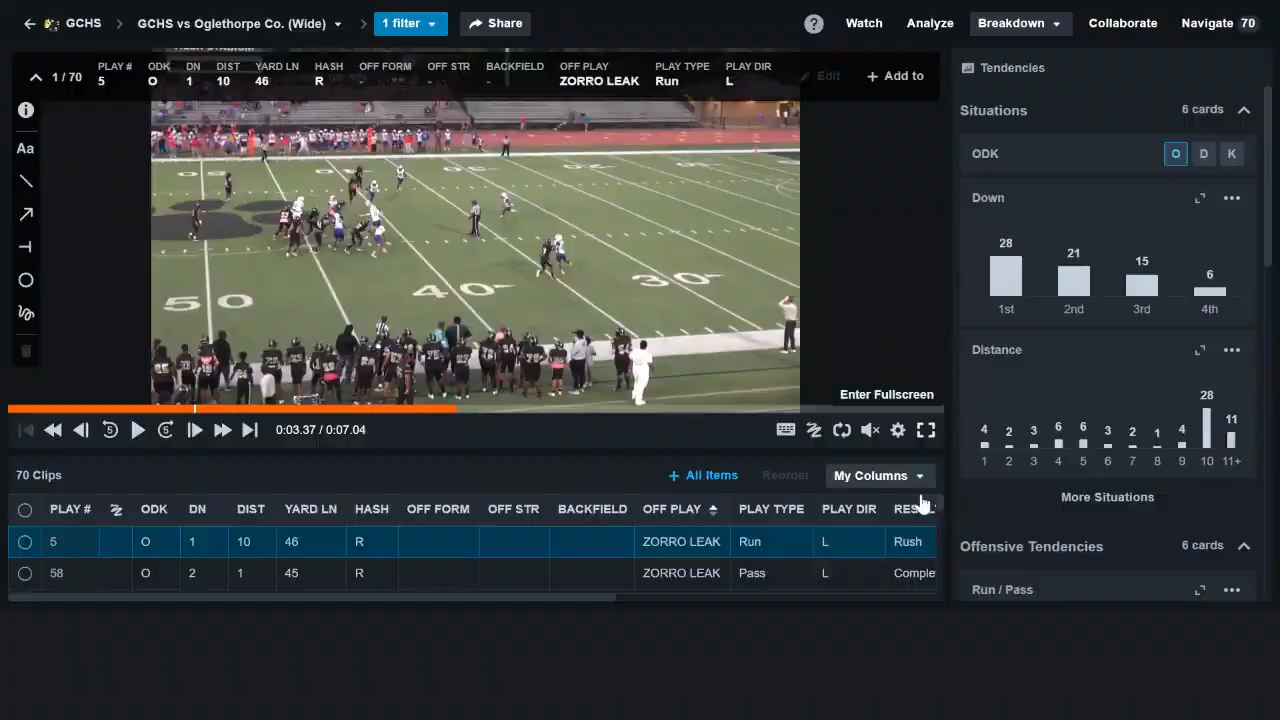 GCHS
GCHS vs Oglethorpe Co. (Wide)
1 filter
Share
Watch
Analyze
Breakdown
Collaborate
Navigate 70
1 / 70
PLAY # ODK DN DIST YARD LN HASH OFF FORM OFF STR BACKFIELD OFF PLAY PLAY TYPE PLAY DIR
5 O 1 10 46 R - - - ZORRO LEAK Run L
Edit
Add to
Aa
50 40 30
Enter Fullscreen
5
5
0:03.37 / 0:07.04
70 Clips
+ All Items
Reorder
My Columns
PLAY # ODK DN DIST YARD LN HASH OFF FORM OFF STR BACKFIELD OFF PLAY PLAY TYPE PLAY DIR
5 O 1 10 46 R ZORRO LEAK Run L Rush
58 O 2 1 45 R ZORRO LEAK Pass L Comple
Tendencies
Situations 6 cards
ODK O D K
Down
28 21 15 6
1st 2nd 3rd 4th
Distance
4 2 3 6 6 3 2 1 4 28 11
1 2 3 4 5 6 7 8 9 10 11+
More Situations
Offensive Tendencies 6 cards
Run / Pass